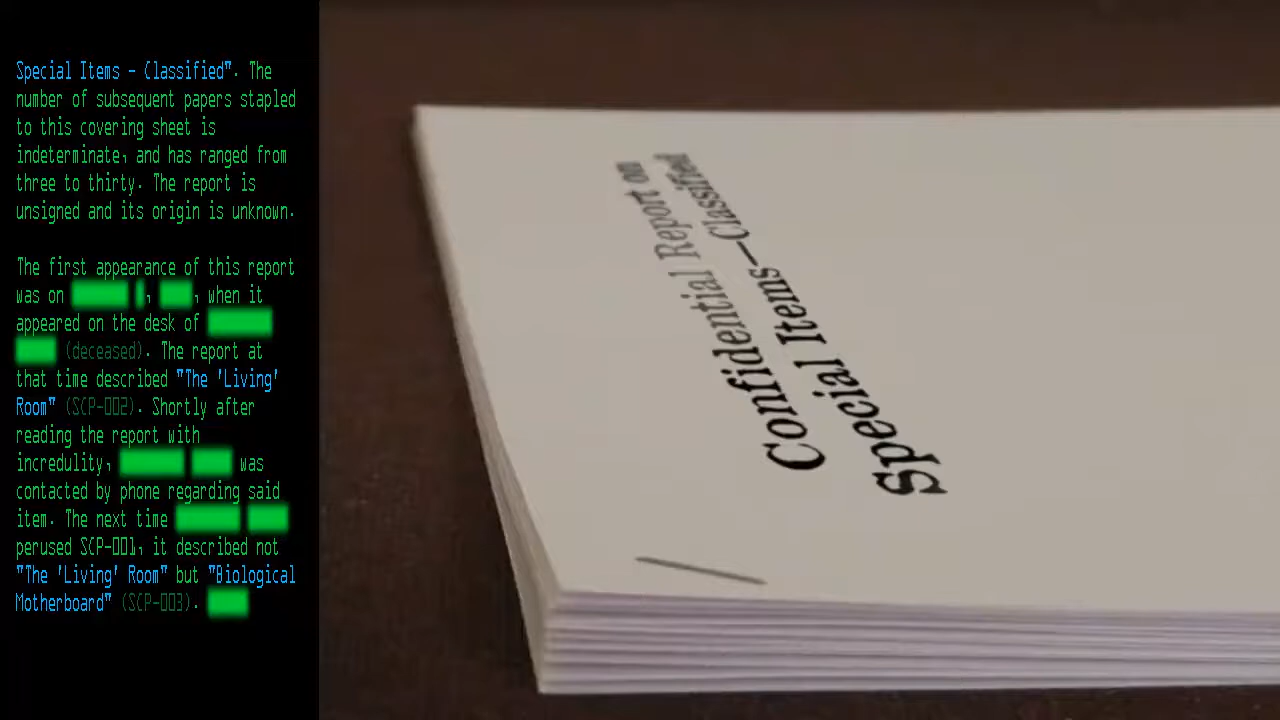 Special Items - Classified". The
number of subsequent papers stapled
to this covering sheet is
indeterminate, and has ranged from
three to thirty. The report is
unsigned and its origin is unknown.
The first appearance of this report
was on █████ █, ███, when it
appeared on the desk of ██████
████ (deceased). The report at
that time described "The 'Living'
Room" (SCP-002). Shortly after
reading the report with
incredulity, ██████ ████ was
contacted by phone regarding said
item. The next time ██████ ████
perused SCP-001, it described not
"The 'Living' Room" but "Biological
Motherboard" (SCP-003). ████
Confidential Report on
Special Items—Classified